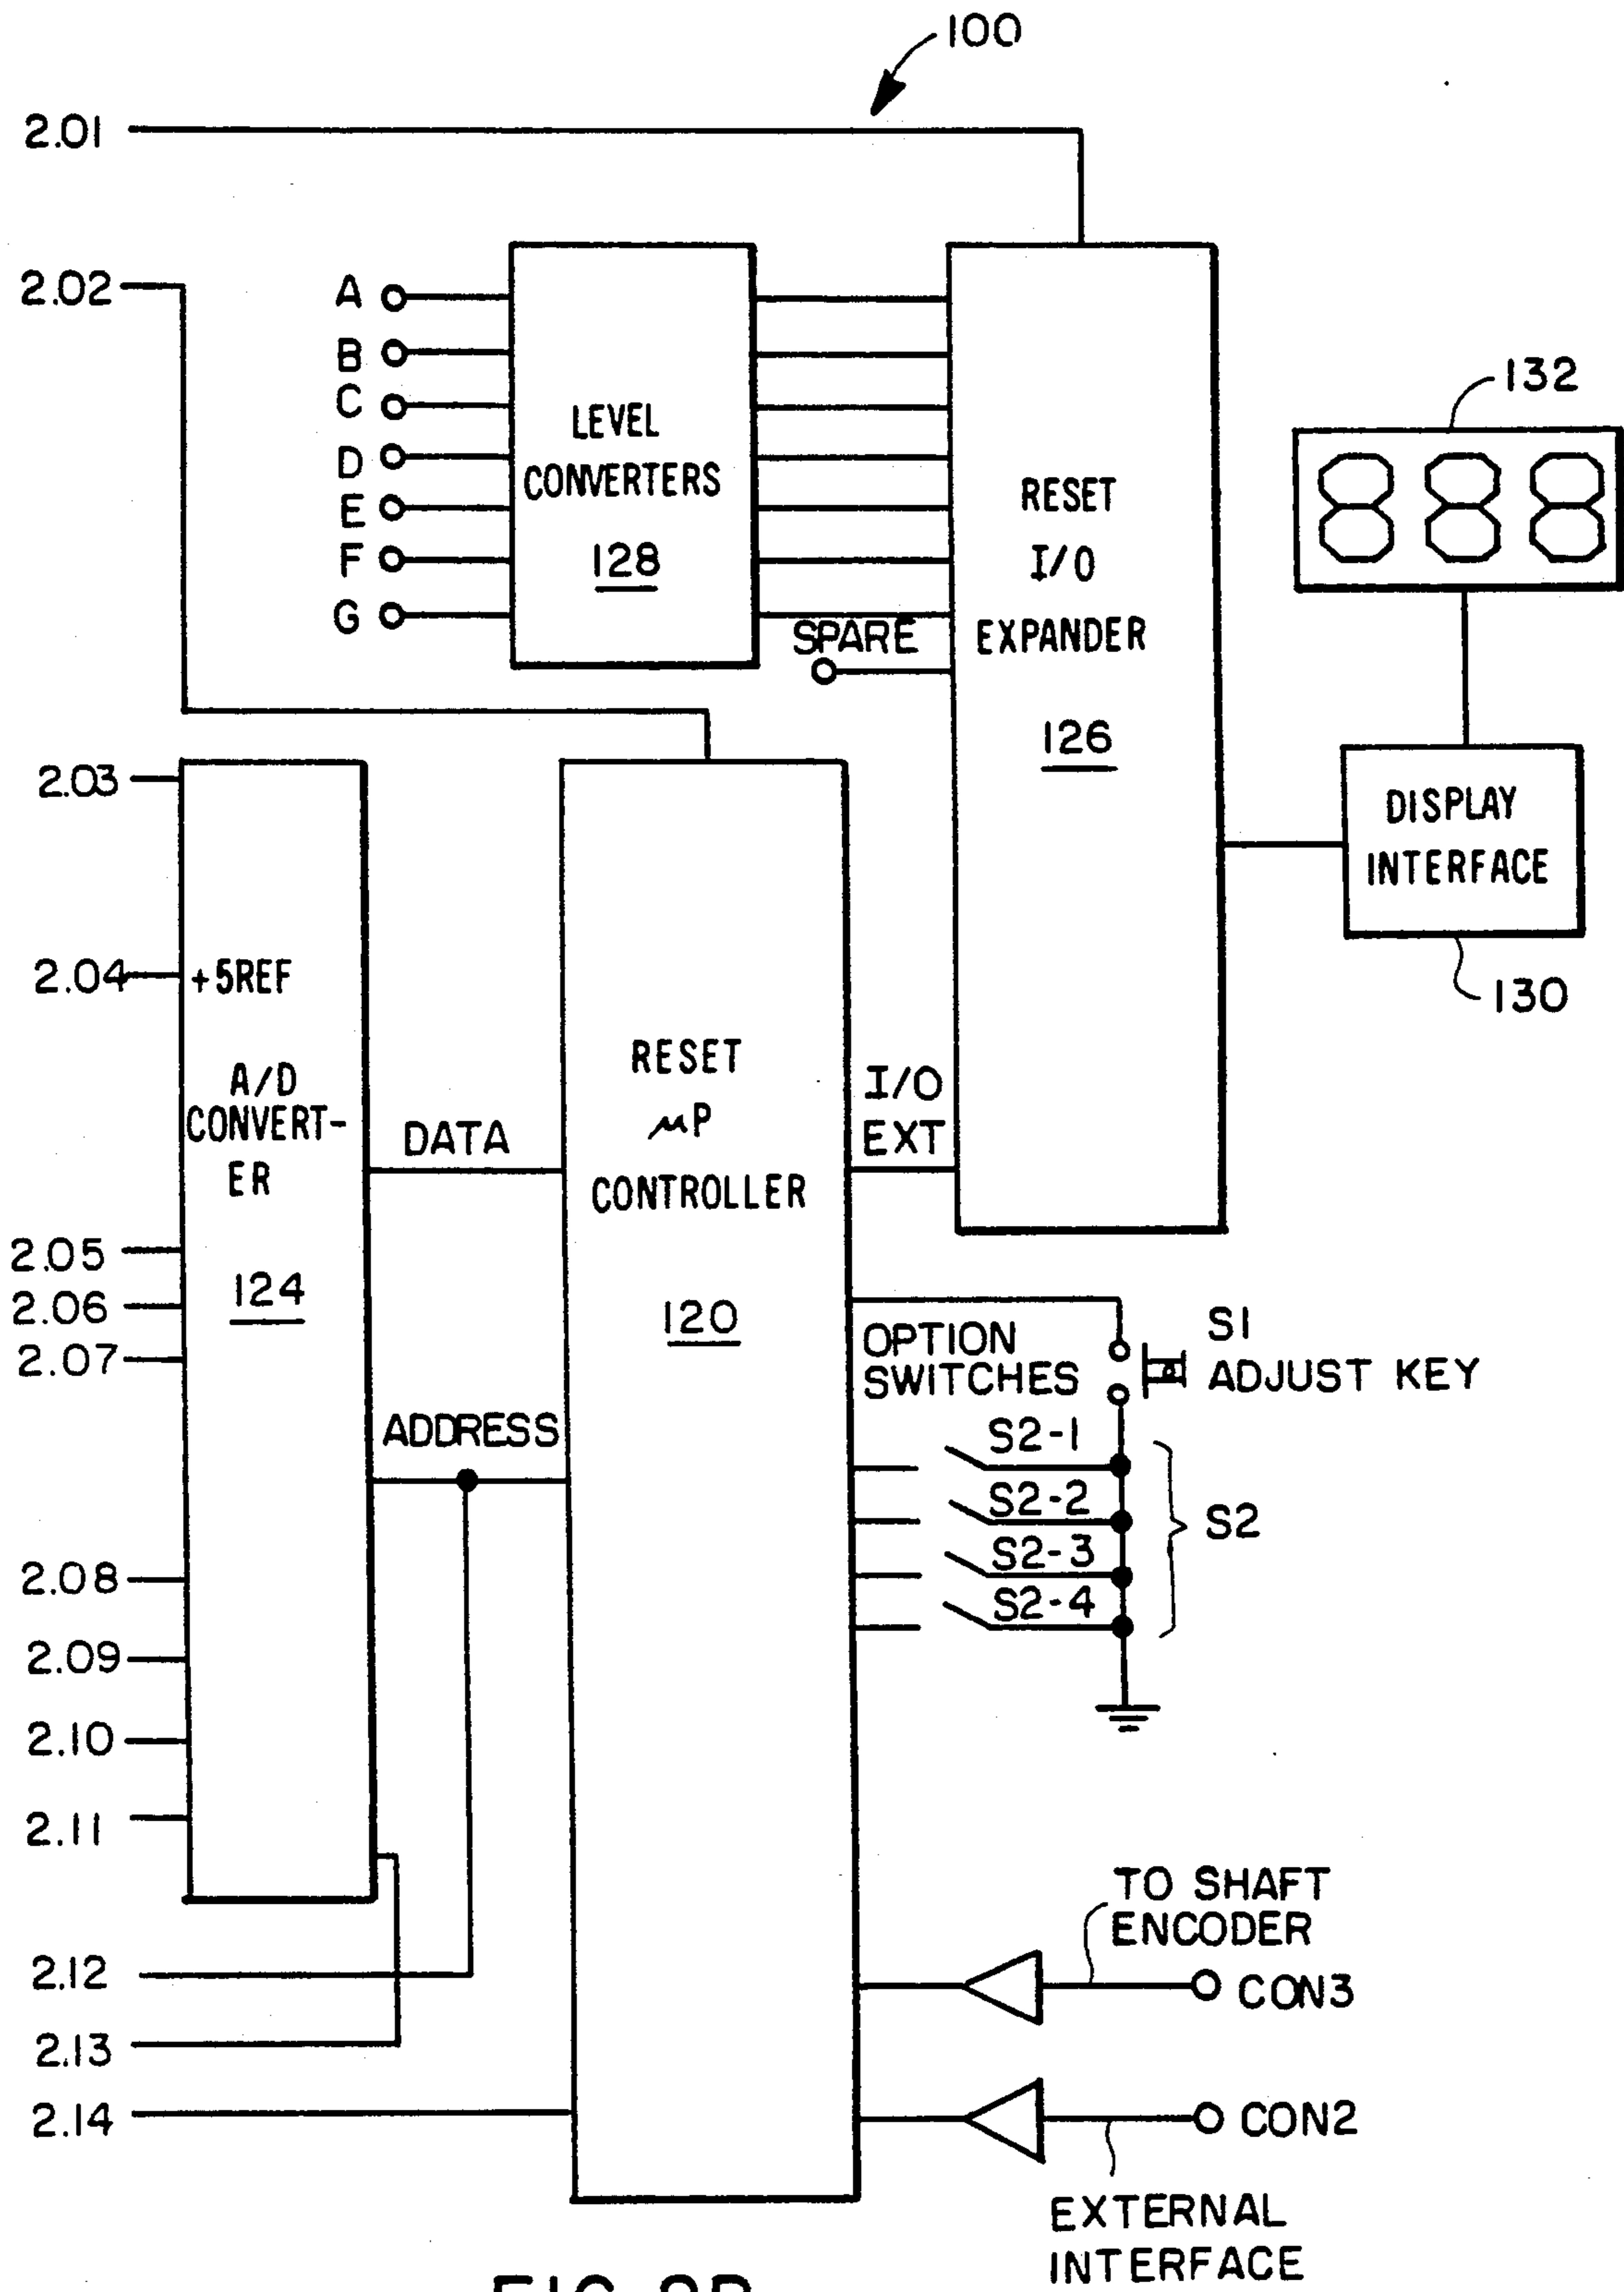 100
2.01
2.02
A
B
C
D
E
F
G
LEVEL
CONVERTERS
128
SPARE
RESET
I/O
EXPANDER
126
132
888
DISPLAY
INTERFACE
130
2.03
2.04
+5REF
A/D
CONVERT-
ER
124
DATA
ADDRESS
RESET
μP
CONTROLLER
120
I/O
EXT
2.05
2.06
2.07
OPTION
SWITCHES
S1
ADJUST KEY
S2-1
S2-2
S2-3
S2-4
S2
2.08
2.09
2.10
2.11
2.12
2.13
2.14
TO SHAFT
ENCODER
CON3
CON2
EXTERNAL
INTERFACE